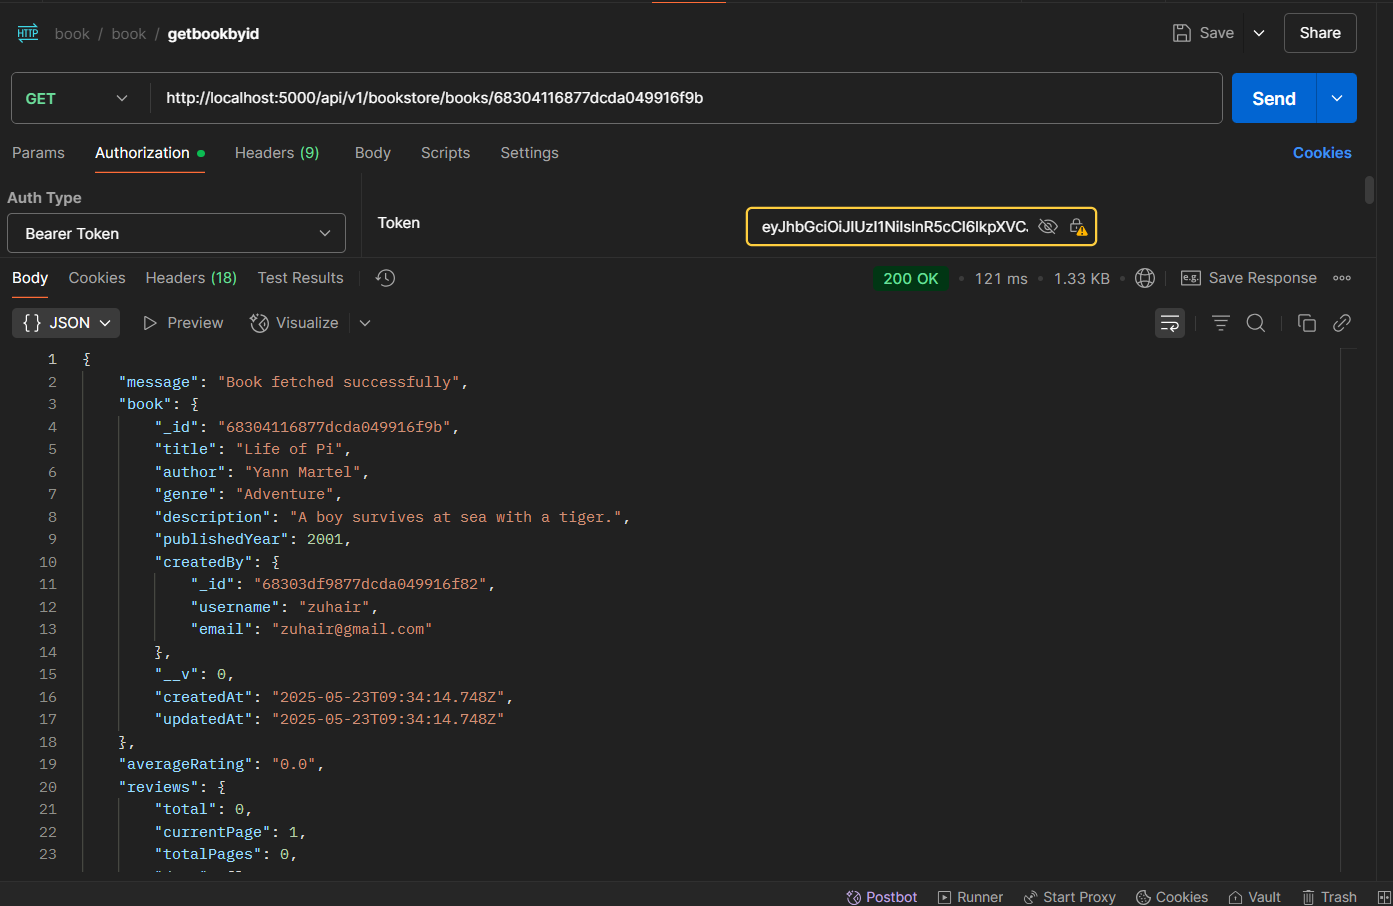 HTTP book / book / getbookbyid Save Share
GET http://localhost:5000/api/v1/bookstore/books/68304116877dcda049916f9b Send
Params Authorization Headers (9) Body Scripts Settings Cookies
Auth Type
Bearer Token
Token eyJhbGciOiJIUzI1NiIsInR5cCI6IkpXVC.
Body Cookies Headers (18) Test Results 200 OK 121 ms 1.33 KB e.g. Save Response
{} JSON Preview Visualize
1 {
2 "message": "Book fetched successfully",
3 "book": {
4 "_id": "68304116877dcda049916f9b",
5 "title": "Life of Pi",
6 "author": "Yann Martel",
7 "genre": "Adventure",
8 "description": "A boy survives at sea with a tiger.",
9 "publishedYear": 2001,
10 "createdBy": {
11 "_id": "68303df9877dcda049916f82",
12 "username": "zuhair",
13 "email": "zuhair@gmail.com"
14 },
15 "__v": 0,
16 "createdAt": "2025-05-23T09:34:14.748Z",
17 "updatedAt": "2025-05-23T09:34:14.748Z"
18 },
19 "averageRating": "0.0",
20 "reviews": {
21 "total": 0,
22 "currentPage": 1,
23 "totalPages": 0,
Postbot Runner Start Proxy Cookies Vault Trash